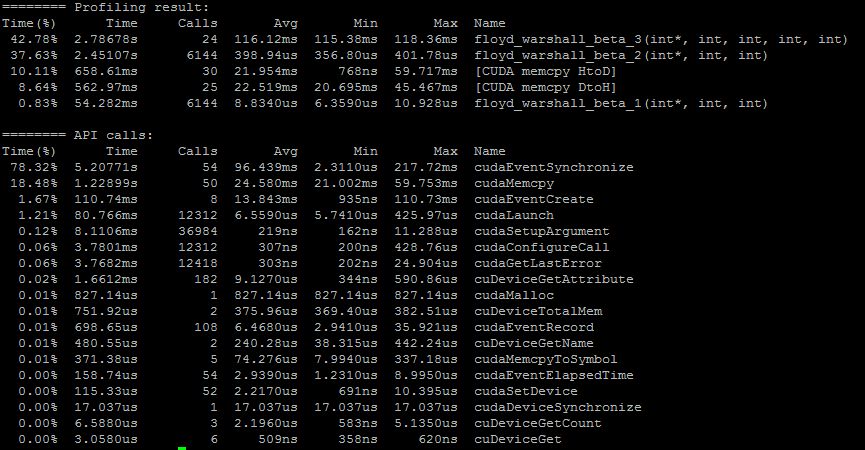 ======== Profiling result:
Time(%)      Time     Calls       Avg       Min       Max  Name
 42.78%  2.78678s        24  116.12ms  115.38ms  118.36ms  floyd_warshall_beta_3(int*, int, int, int, int)
 37.63%  2.45107s      6144  398.94us  356.80us  401.78us  floyd_warshall_beta_2(int*, int, int)
 10.11%  658.61ms        30  21.954ms     768ns  59.717ms  [CUDA memcpy HtoD]
  8.64%  562.97ms        25  22.519ms  20.695ms  45.467ms  [CUDA memcpy DtoH]
  0.83%  54.282ms      6144  8.8340us  6.3590us  10.928us  floyd_warshall_beta_1(int*, int, int)
======== API calls:
Time(%)      Time     Calls       Avg       Min       Max  Name
 78.32%  5.20771s        54  96.439ms  2.3110us  217.72ms  cudaEventSynchronize
 18.48%  1.22899s        50  24.580ms  21.002ms  59.753ms  cudaMemcpy
  1.67%  110.74ms         8  13.843ms     935ns  110.73ms  cudaEventCreate
  1.21%  80.766ms     12312  6.5590us  5.7410us  425.97us  cudaLaunch
  0.12%  8.1106ms     36984     219ns     162ns  11.288us  cudaSetupArgument
  0.06%  3.7801ms     12312     307ns     200ns  428.76us  cudaConfigureCall
  0.06%  3.7682ms     12418     303ns     202ns  24.904us  cudaGetLastError
  0.02%  1.6612ms       182  9.1270us     344ns  590.86us  cuDeviceGetAttribute
  0.01%  827.14us         1  827.14us  827.14us  827.14us  cudaMalloc
  0.01%  751.92us         2  375.96us  369.40us  382.51us  cuDeviceTotalMem
  0.01%  698.65us       108  6.4680us  2.9410us  35.921us  cudaEventRecord
  0.01%  480.55us         2  240.28us  38.315us  442.24us  cuDeviceGetName
  0.01%  371.38us         5  74.276us  7.9940us  337.18us  cudaMemcpyToSymbol
  0.00%  158.74us        54  2.9390us  1.2310us  8.9950us  cudaEventElapsedTime
  0.00%  115.33us        52  2.2170us     691ns  10.395us  cudaSetDevice
  0.00%  17.037us         1  17.037us  17.037us  17.037us  cudaDeviceSynchronize
  0.00%  6.5880us         3  2.1960us     583ns  5.1350us  cuDeviceGetCount
  0.00%  3.0580us         6     509ns     358ns     620ns  cuDeviceGet